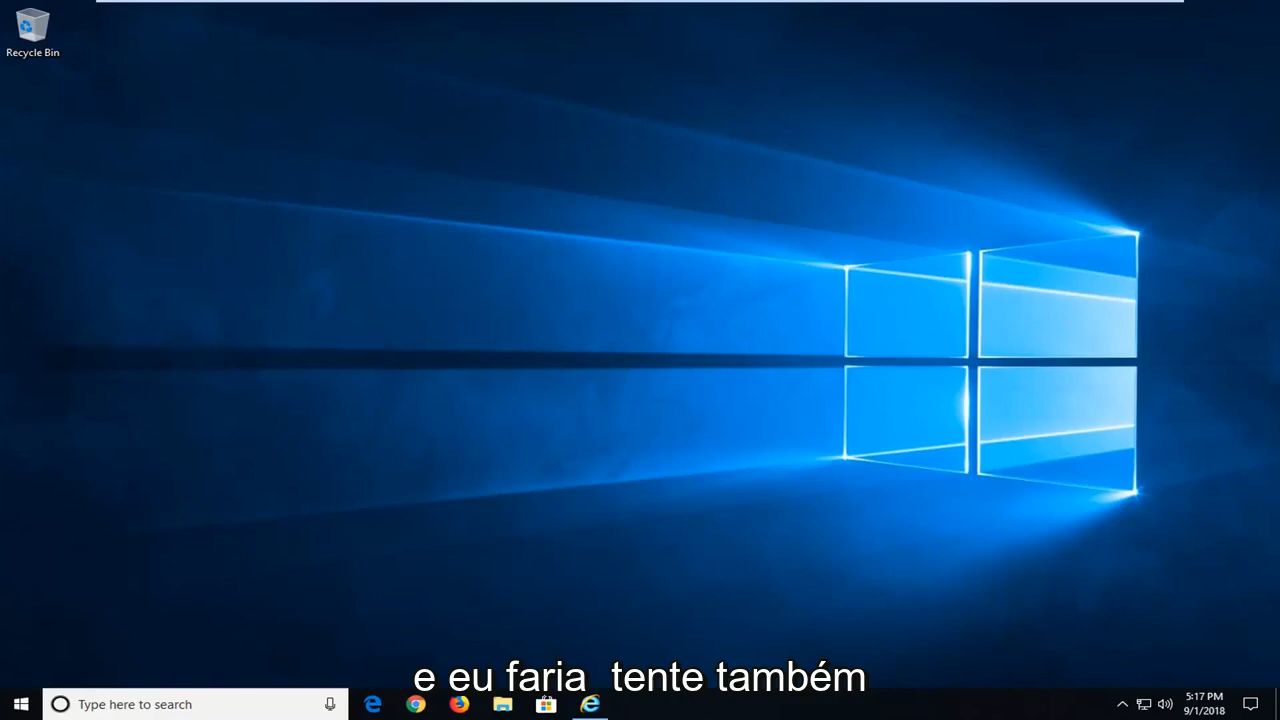 Recycle Bin
e eu faria  tente também
Type here to search
5:17 PM
9/1/2018